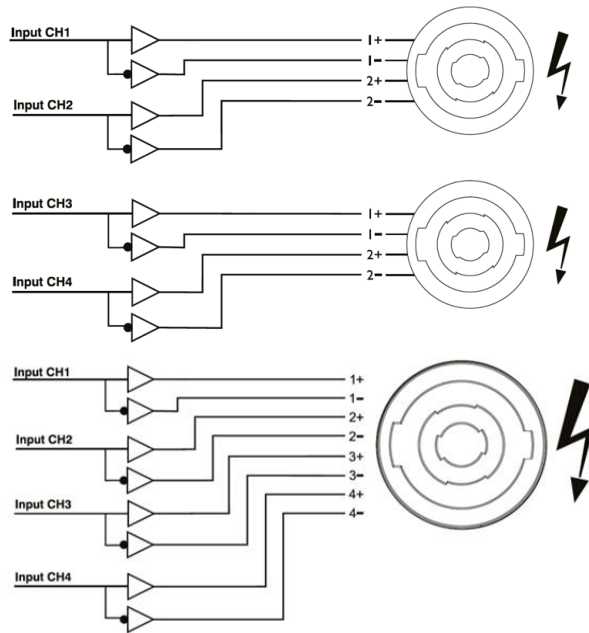 Input CH1
1+
1-
Input CH2
2+
2-
Input CH3
1+
1-
2+
Input CH4
2-
Input CH1
1+
1-
2+
Input CH2
2-
3+
3-
Input CH3
4+
4-
Input CH4